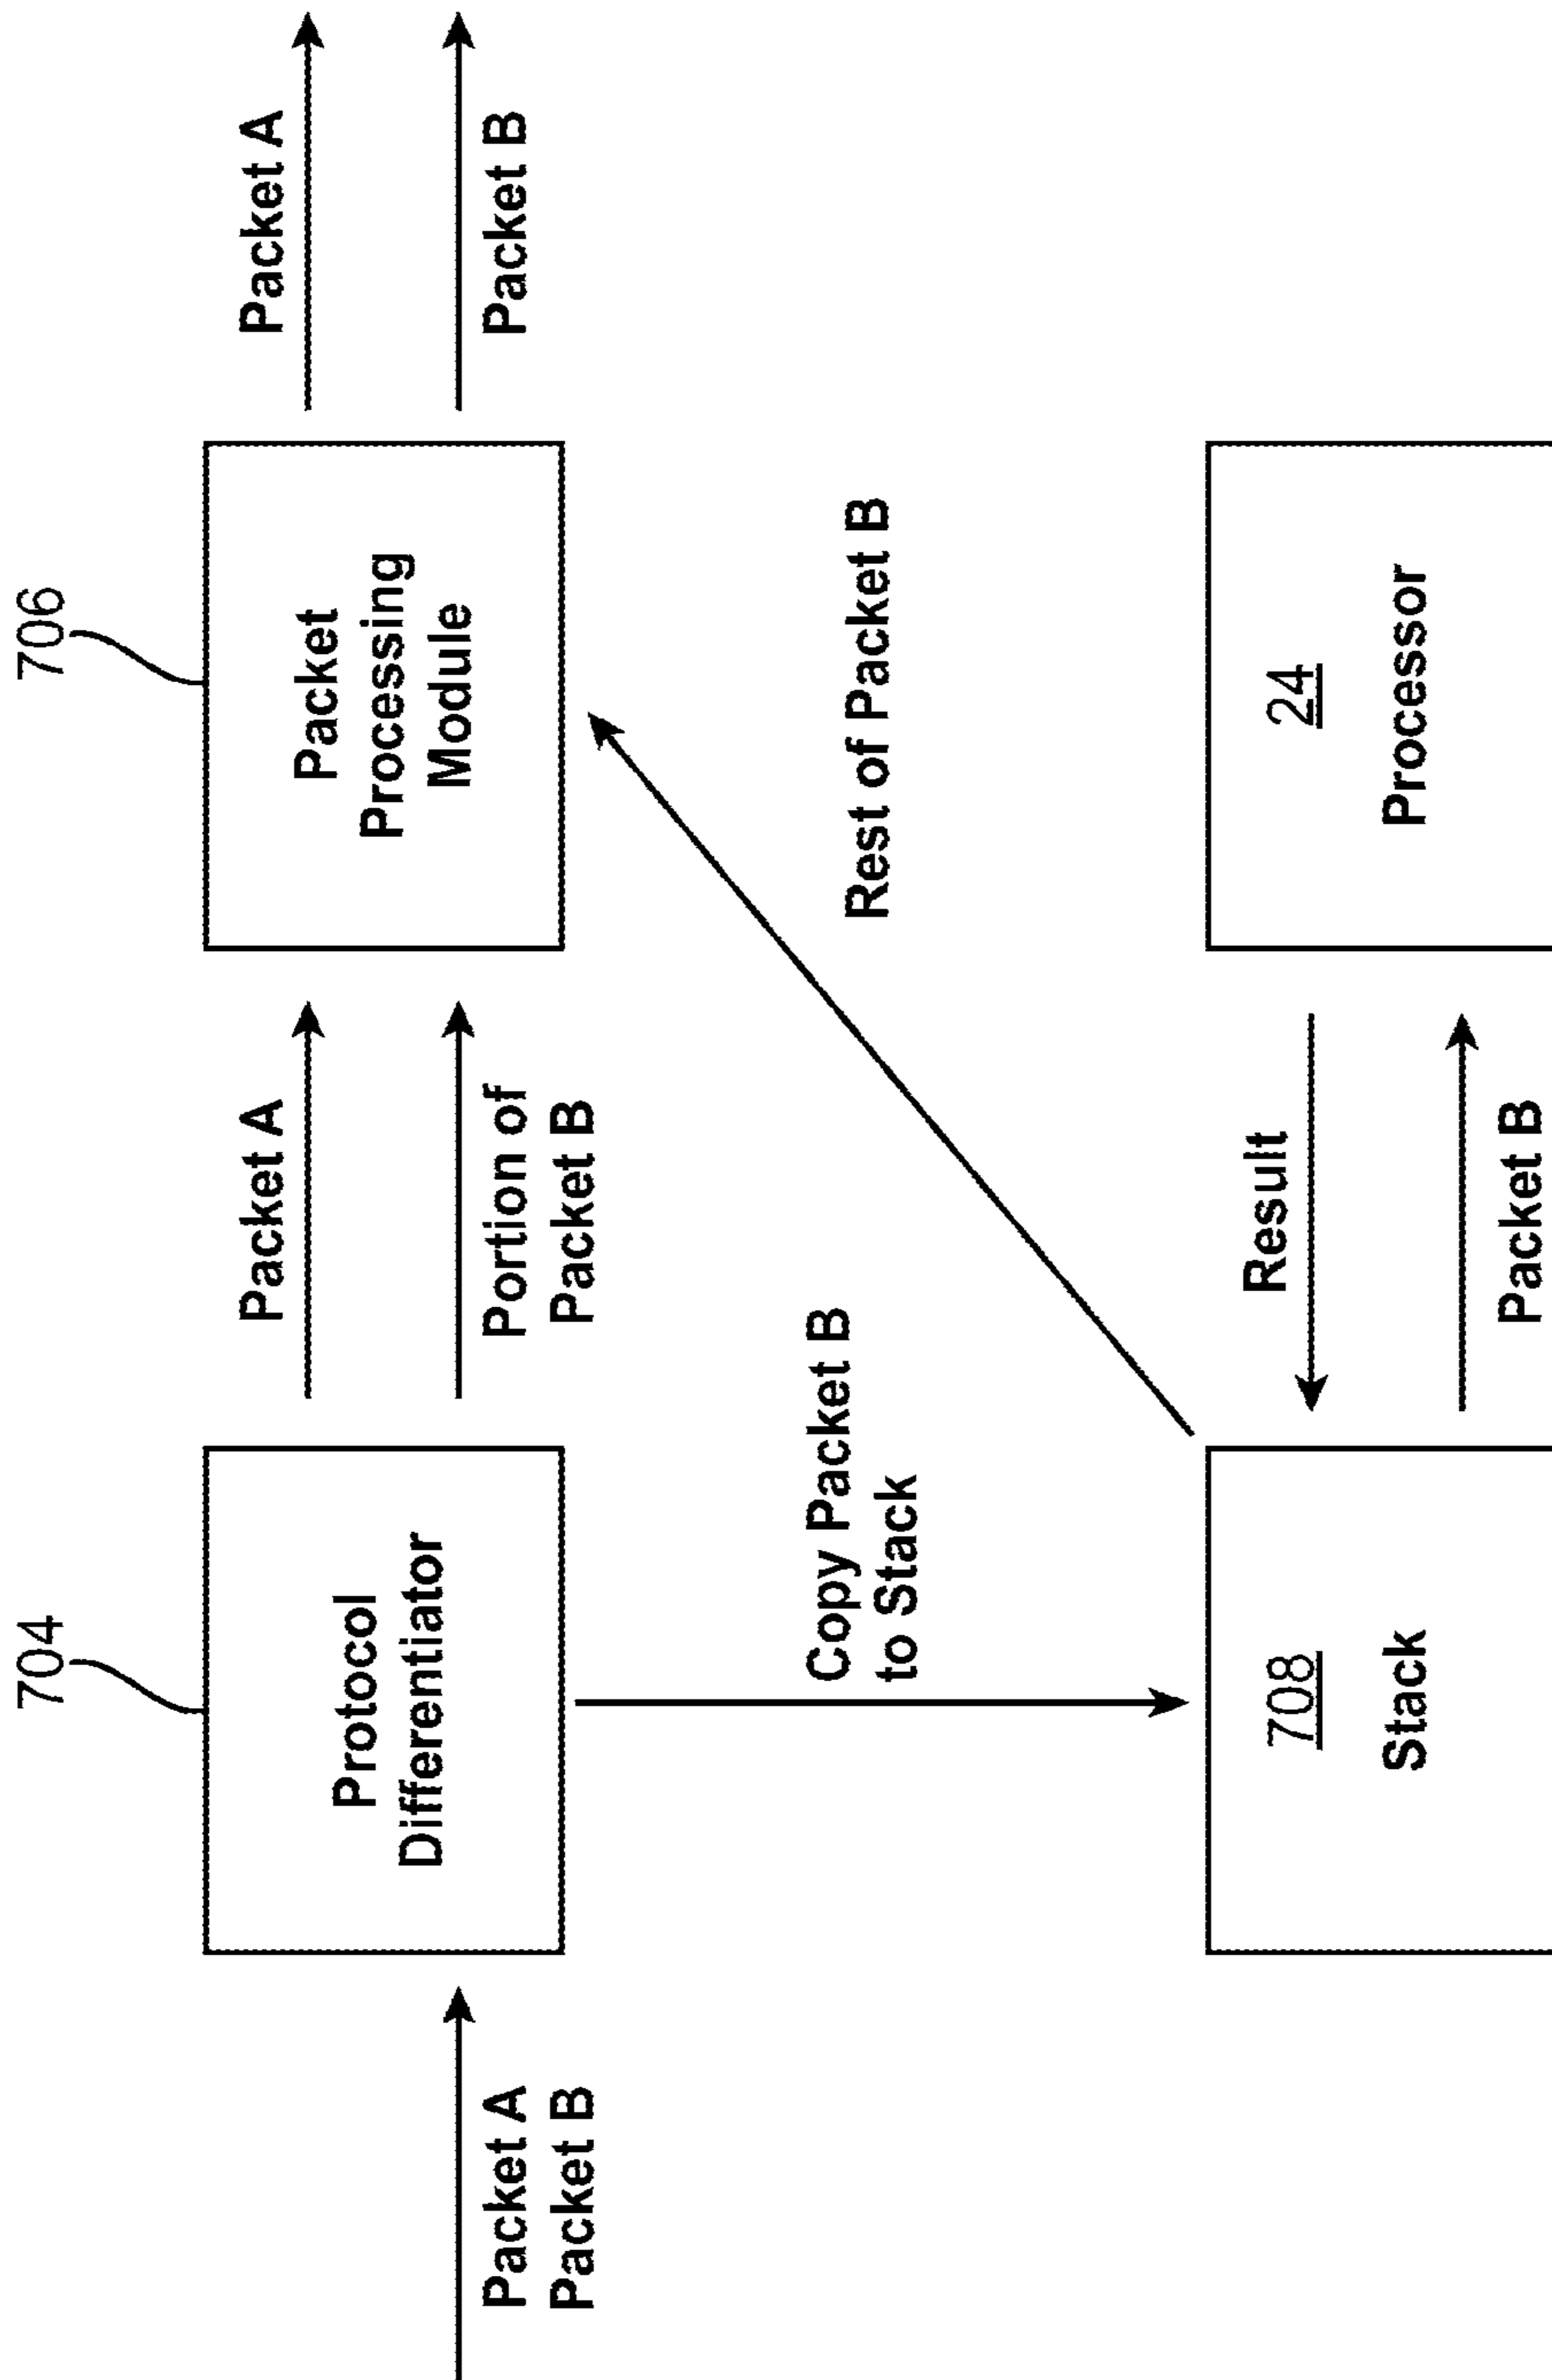 704
706
Packet A
Packet B
Protocol
Differentiator
Packet A
Portion of
Packet B
Packet
Processing
Module
Packet A
Packet B
Copy Packet B
to Stack
Rest of Packet B
708
Stack
Result
Packet B
24
Processor